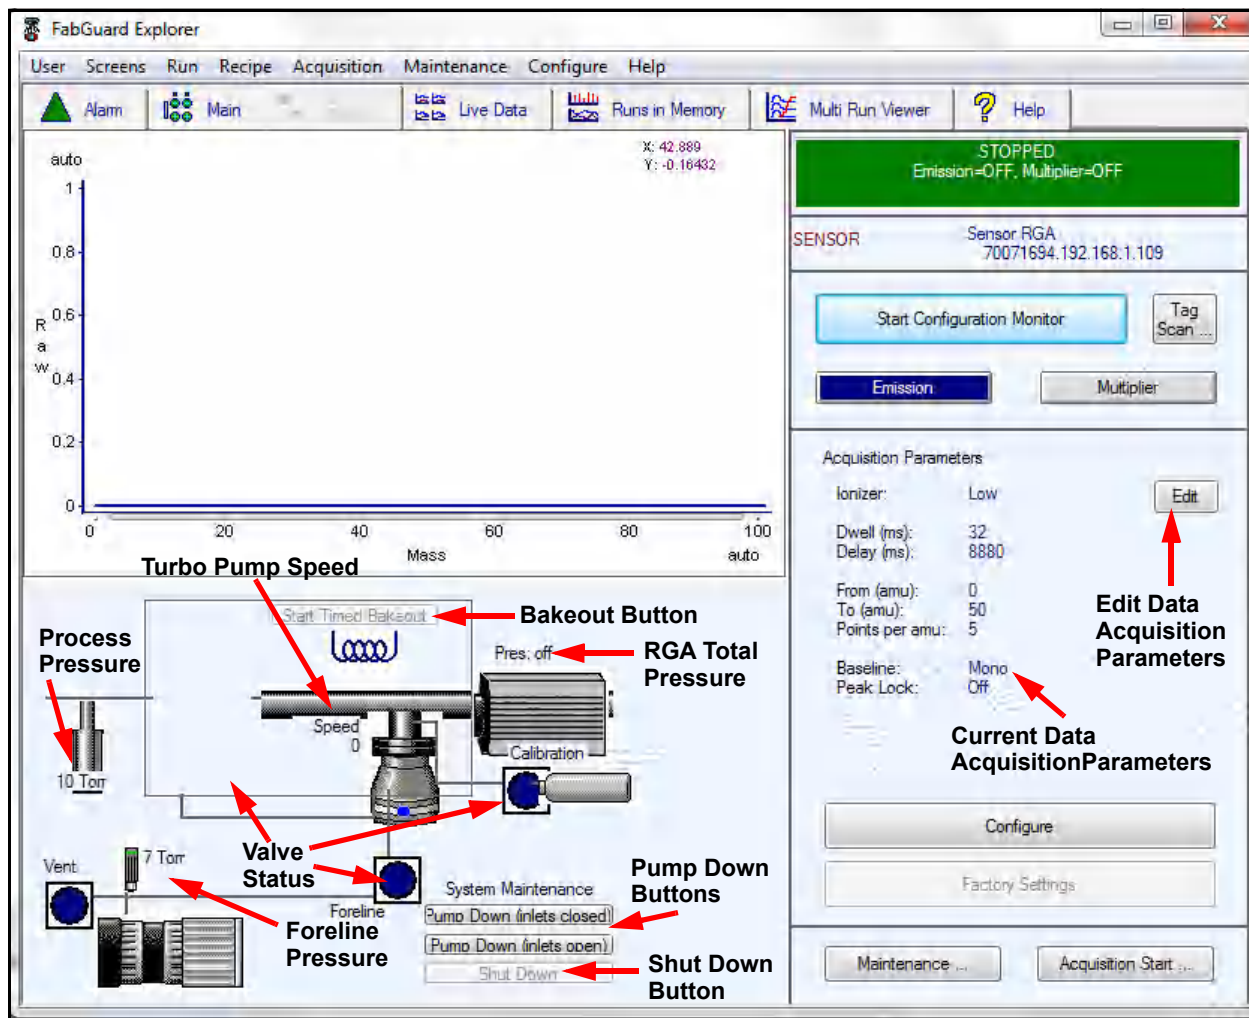 FabGuard Explorer
User Screens Run Recipe Acquisition Maintenance Configure Help
Alarm Main Live Data Runs in Memory Multi Run Viewer Help
auto
X: 42.889
Y: -0.16432
1
0.8
0.6
0.4
0.2
0
Raw
0 20 40 60 80 100
Mass
auto
STOPPED
Emission=OFF, Multiplier=OFF
SENSOR
Sensor RGA
70071694.192.168.1.109
Start Configuration Monitor
Tag
Scan ...
Emission
Multiplier
Acquisition Parameters
Ionizer: Low
Edit
Dwell (ms): 32
Delay (ms): 8880
From (amu): 0
To (amu): 50
Points per amu: 5
Baseline: Mono
Peak Lock: Off
Edit Data
Acquisition
Parameters
Current Data
AcquisitionParameters
Configure
Factory Settings
Maintenance ...
Acquisition Start ...
Turbo Pump Speed
Start Timed Bakeout
Bakeout Button
Process
Pressure
Pres: off
RGA Total
Pressure
Speed
0
Calibration
10 Torr
Valve
Status
Vent
7 Torr
Foreline
Foreline
Pressure
System Maintenance
Pump Down (inlets closed)
Pump Down (inlets open)
Shut Down
Pump Down
Buttons
Shut Down
Button